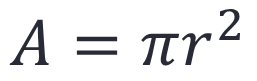 A = πr²